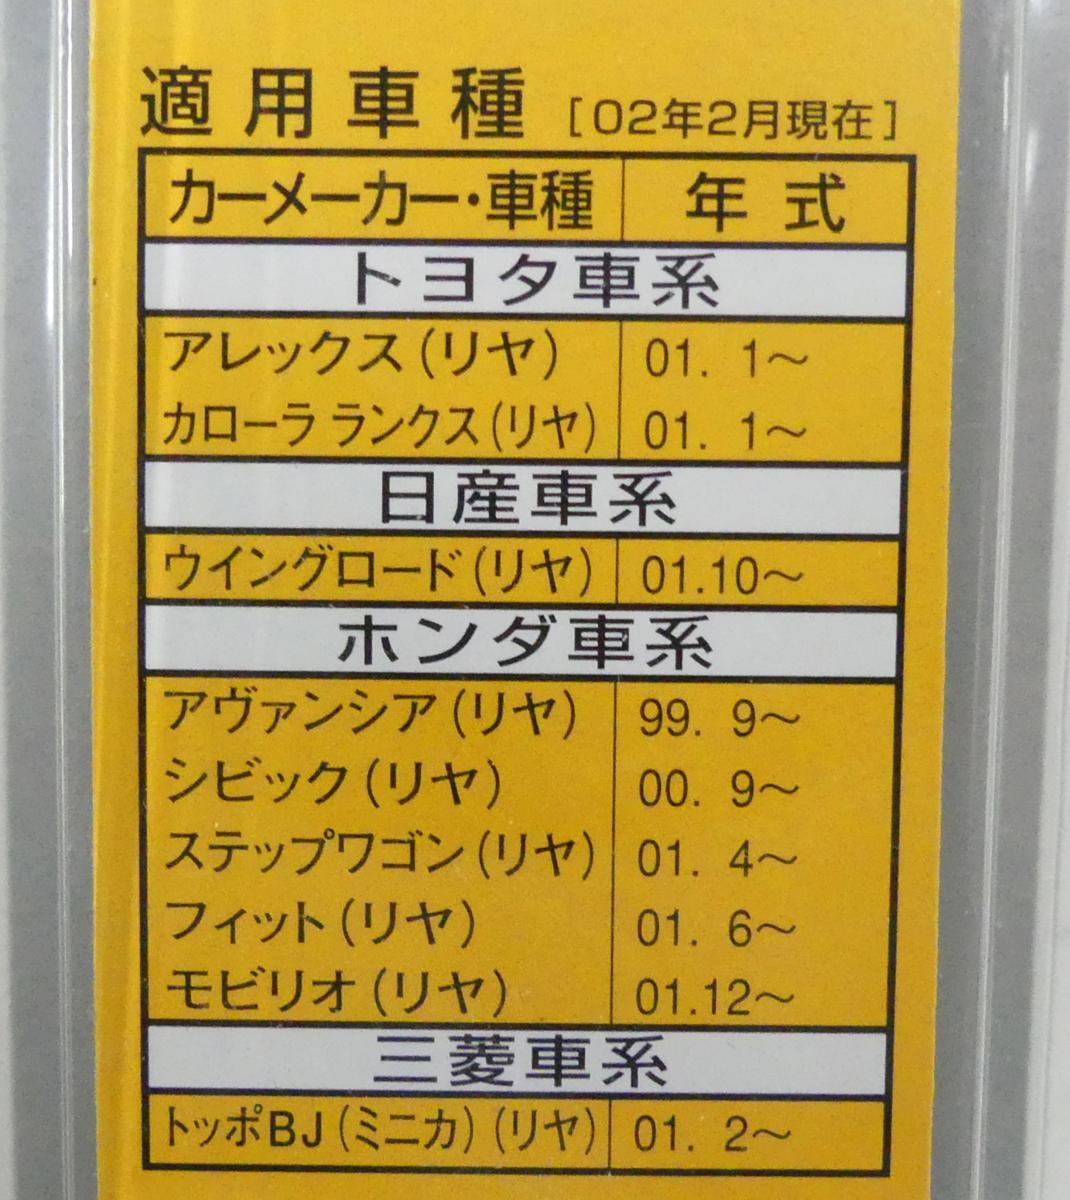 適用車種 [02年2月現在]
カーメーカー・車種 年式
トヨタ車系
アレックス(リヤ) 01. 1〜
カローラ ランクス(リヤ) 01. 1〜
日産車系
ウイングロード(リヤ) 01.10〜
ホンダ車系
アヴァンシア(リヤ) 99. 9〜
シビック(リヤ) 00. 9〜
ステップワゴン(リヤ) 01. 4〜
フィット(リヤ) 01. 6〜
モビリオ(リヤ) 01.12〜
三菱車系
トッポBJ(ミニカ)(リヤ) 01. 2〜